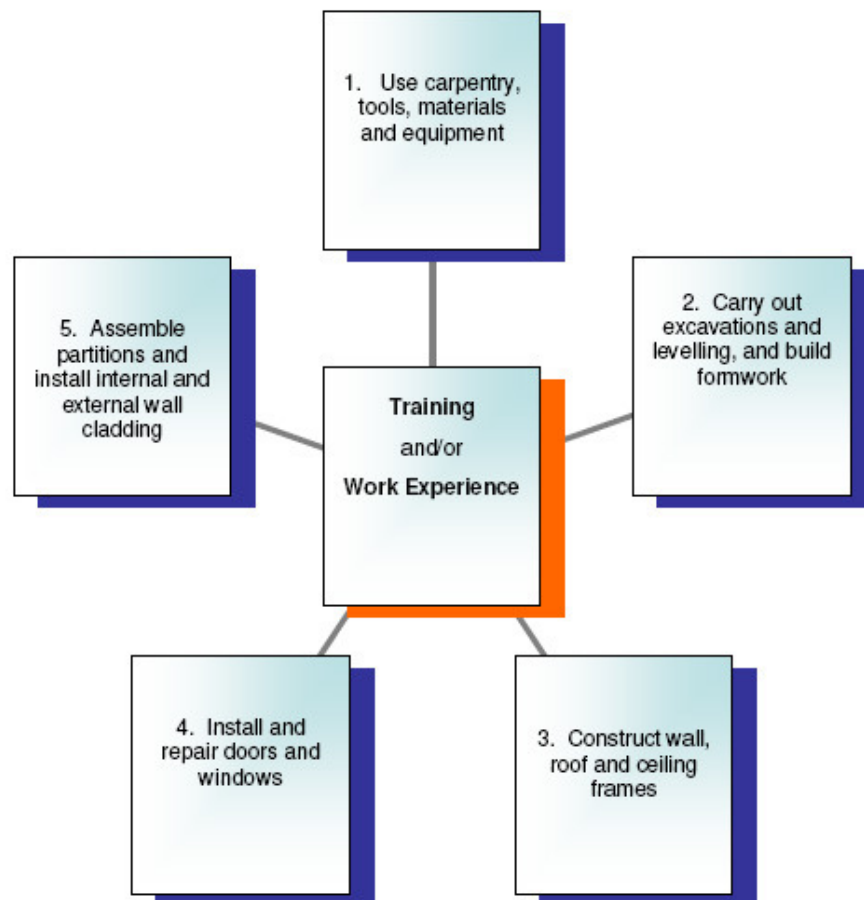 1. Use carpentry,
tools, materials
and equipment
2. Carry out
excavations and
levelling, and build
formwork
3. Construct wall,
roof and ceiling
frames
4. Install and
repair doors and
windows
5. Assemble
partitions and
install internal and
external wall
cladding
Training
and/or
Work Experience